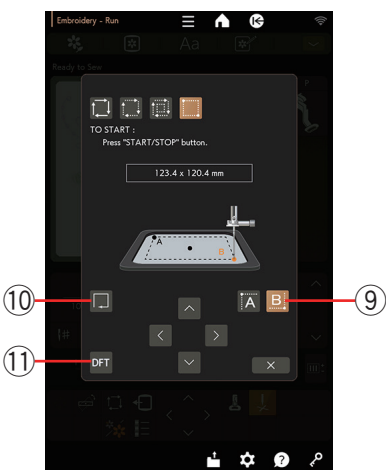 Embroidery - Run
Aa
Ready to Sew
P
TO START :
Press "START/STOP" button.
123.4 x 120.4 mm
A
B
⑩
A
B
⑨
⑪
DFT
×